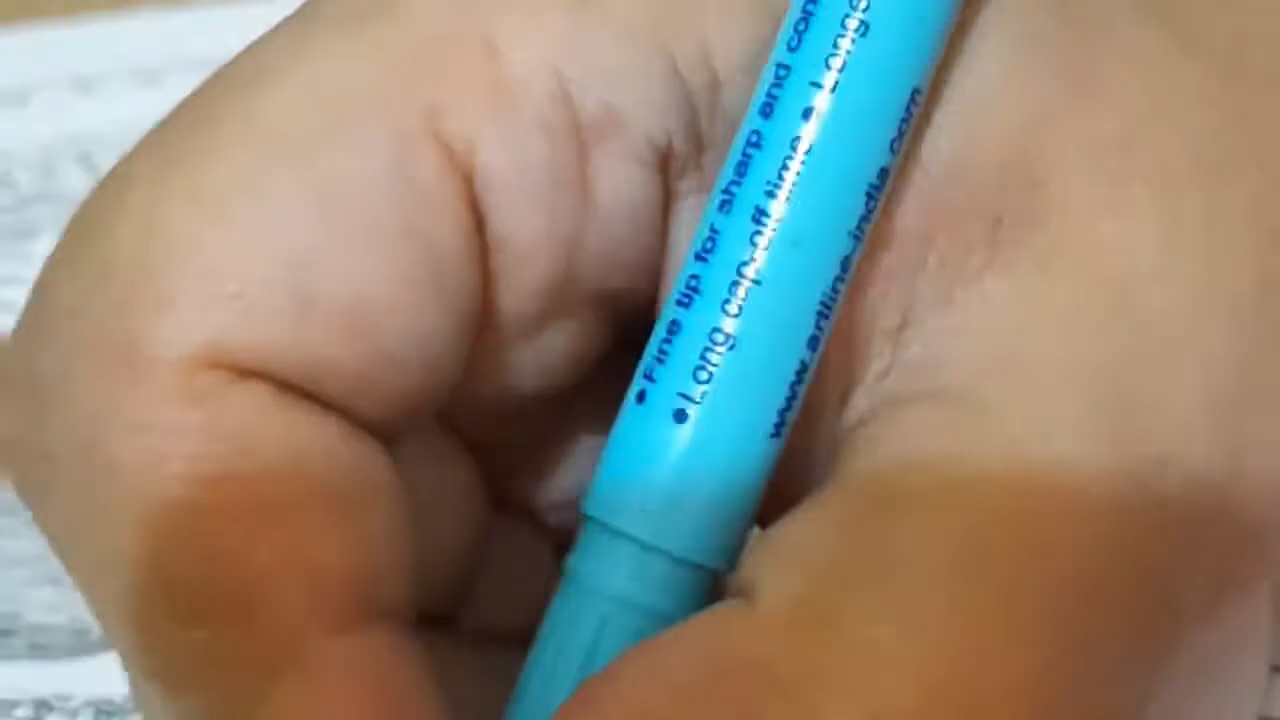 •Fine tip for sharp and con
•Long cap-off time • Longe
www.artline-india.com